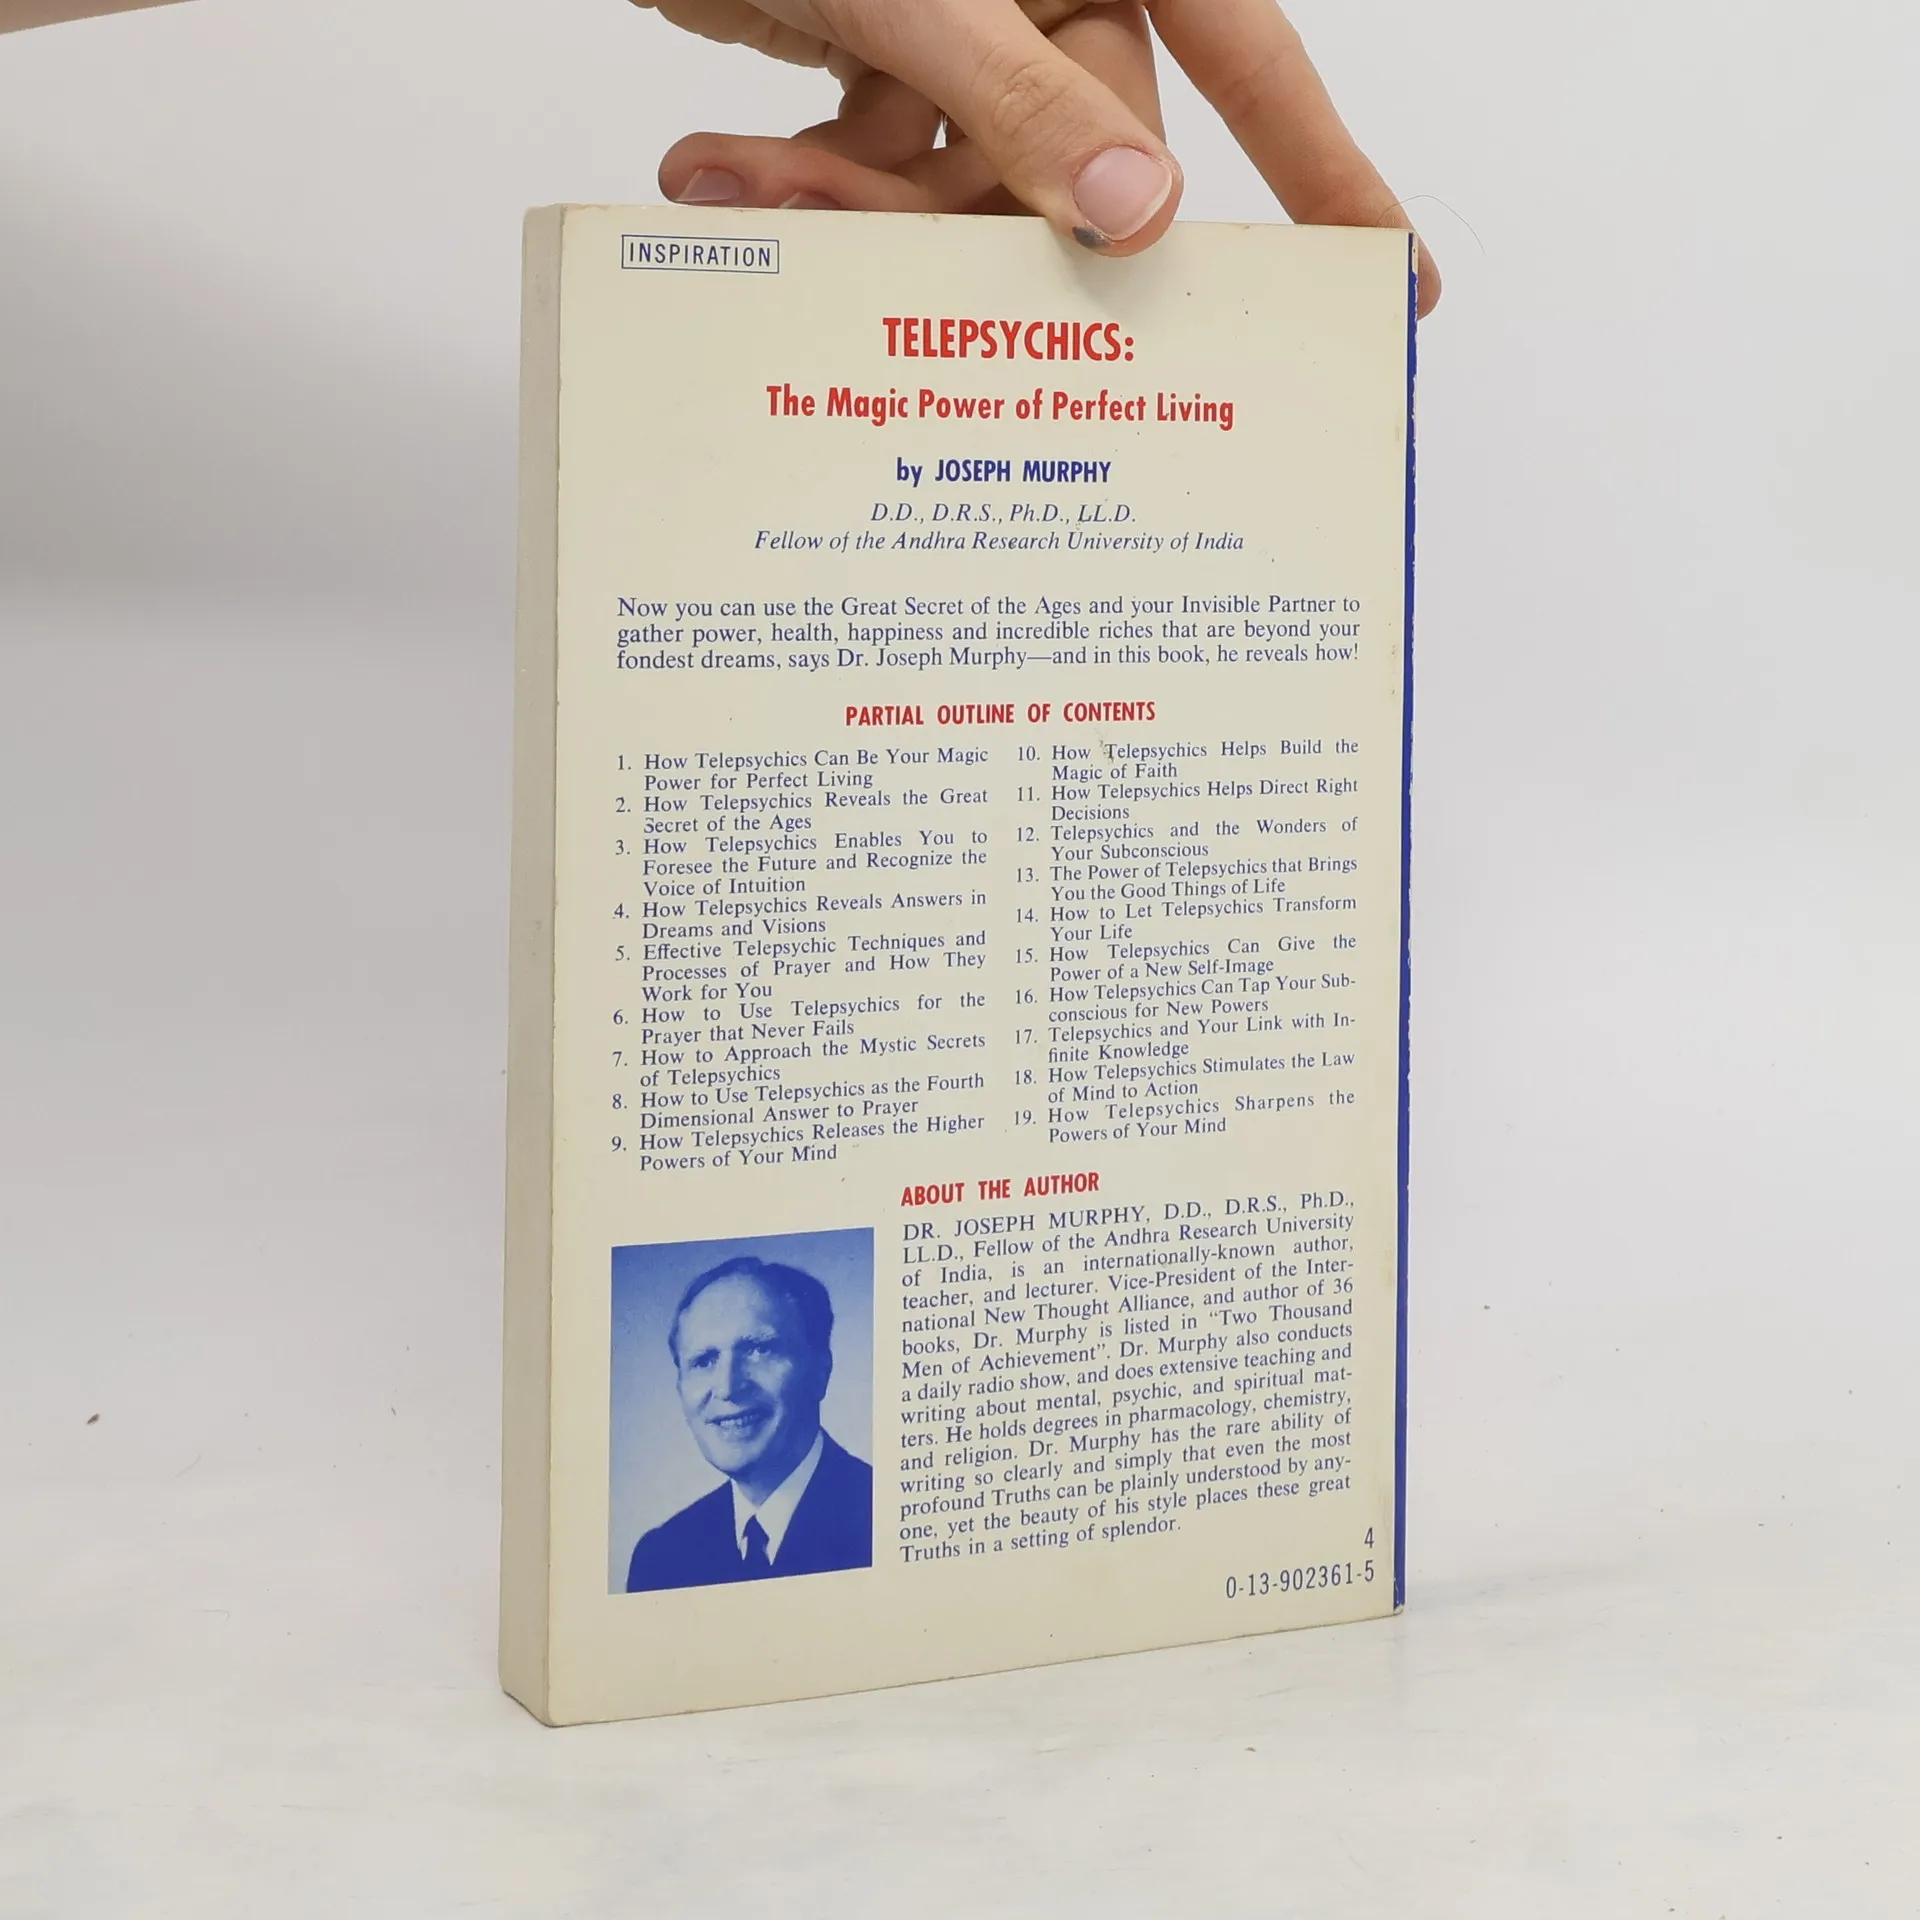 INSPIRATION
TELEPSYCHICS:
The Magic Power of Perfect Living
by JOSEPH MURPHY
D.D., D.R.S., Ph.D., LL.D.
Fellow of the Andhra Research University of India
Now you can use the Great Secret of the Ages and your Invisible Partner to
gather power, health, happiness and incredible riches that are beyond your
fondest dreams, says Dr. Joseph Murphy—and in this book, he reveals how!
PARTIAL OUTLINE OF CONTENTS
1. How Telepsychics Can Be Your Magic
Power for Perfect Living
2. How Telepsychics Reveals the Great
Secret of the Ages
3. How Telepsychics Enables You to
Foresee the Future and Recognize the
Voice of Intuition
4. How Telepsychics Reveals Answers in
Dreams and Visions
5. Effective Telepsychic Techniques and
Processes of Prayer and How They
Work for You
6. How to Use Telepsychics for the
Prayer that Never Fails
7. How to Approach the Mystic Secrets
of Telepsychics
8. How to Use Telepsychics as the Fourth
Dimensional Answer to Prayer
9. How Telepsychics Releases the Higher
Powers of Your Mind
10. How Telepsychics Helps Build the
Magic of Faith
11. How Telepsychics Helps Direct Right
Decisions
12. Telepsychics and the Wonders of
Your Subconscious
13. The Power of Telepsychics that Brings
You the Good Things of Life
14. How to Let Telepsychics Transform
Your Life
15. How Telepsychics Can Give the
Power of a New Self-Image
16. How Telepsychics Can Tap Your Sub-
conscious for New Powers
17. Telepsychics and Your Link with In-
finite Knowledge
18. How Telepsychics Stimulates the Law
of Mind to Action
19. How Telepsychics Sharpens the
Powers of Your Mind
ABOUT THE AUTHOR
DR. JOSEPH MURPHY, D.D., D.R.S., Ph.D.,
LL.D., Fellow of the Andhra Research University
of India, is an internationally-known author,
teacher, and lecturer. Vice-President of the Inter-
national New Thought Alliance, and author of 36
books, Dr. Murphy is listed in "Two Thousand
Men of Achievement". Dr. Murphy also conducts
a daily radio show, and does extensive teaching and
writing about mental, psychic, and spiritual mat-
ters. He holds degrees in pharmacology, chemistry,
and religion. Dr. Murphy has the rare ability of
writing so clearly and simply that even the most
profound Truths can be plainly understood by any-
one, yet the beauty of his style places these great
Truths in a setting of splendor.
4
0-13-902361-5